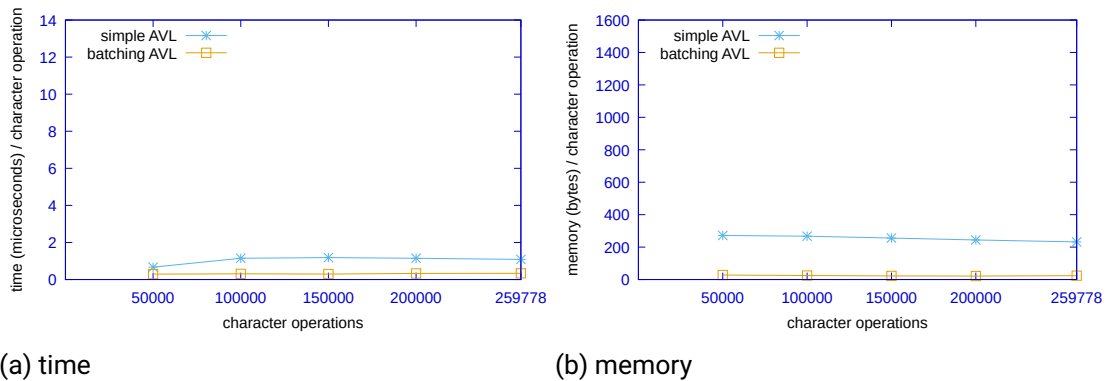 time (microseconds) / character operation
14
12
10
8
6
4
2
0
simple AVL
batching AVL
50000
100000
150000
200000
259778
character operations
(a) time
memory (bytes) / character operation
1600
1400
1200
1000
800
600
400
200
0
simple AVL
batching AVL
50000
100000
150000
200000
259778
character operations
(b) memory